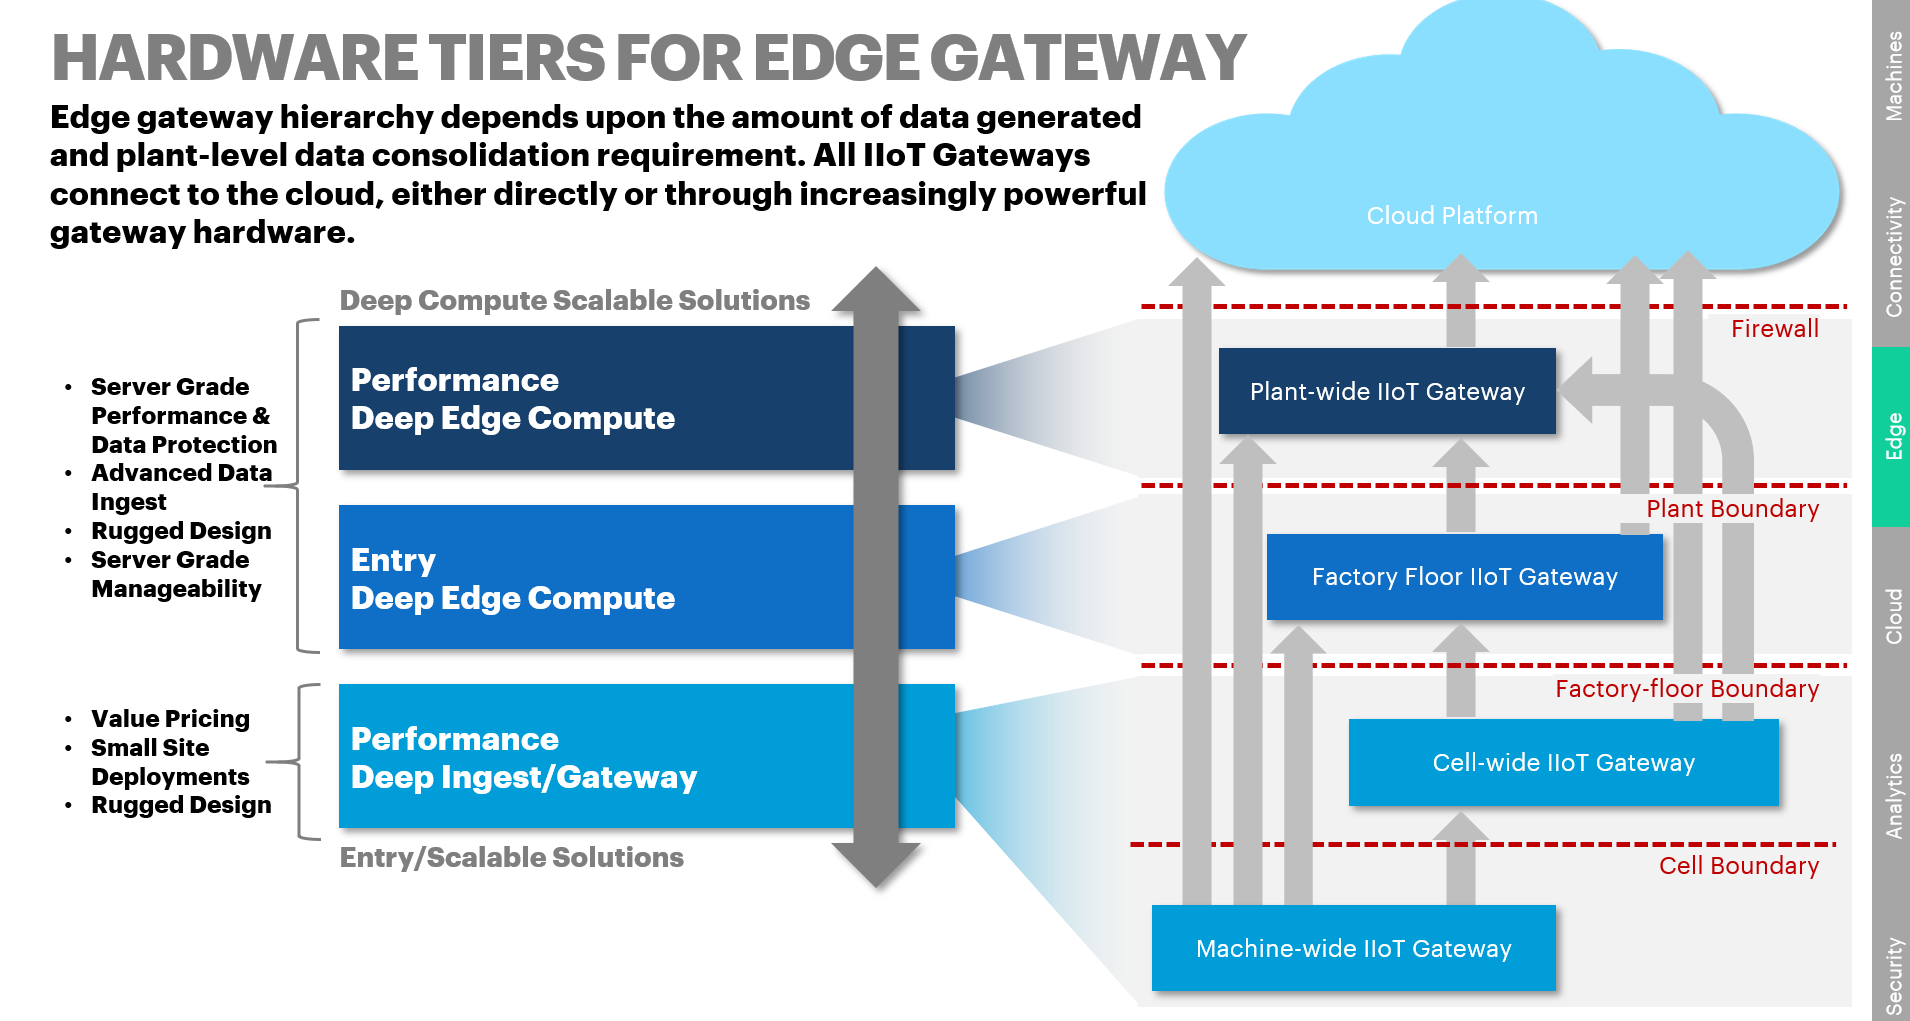 HARDWARE TIERS FOR EDGE GATEWAY
Edge gateway hierarchy depends upon the amount of data generated
and plant-level data consolidation requirement. All IIoT Gateways
connect to the cloud, either directly or through increasingly powerful
gateway hardware.
Deep Compute Scalable Solutions
• Server Grade
Performance &
Data Protection
• Advanced Data
Ingest
• Rugged Design
• Server Grade
Manageability
Performance
Deep Edge Compute
Entry
Deep Edge Compute
• Value Pricing
• Small Site
Deployments
• Rugged Design
Performance
Deep Ingest/Gateway
Entry/Scalable Solutions
Cloud Platform
Firewall
Plant-wide IIoT Gateway
Plant Boundary
Factory Floor IIoT Gateway
Factory-floor Boundary
Cell-wide IIoT Gateway
Cell Boundary
Machine-wide IIoT Gateway
Machines
Connectivity
Edge
Cloud
Analytics
Security